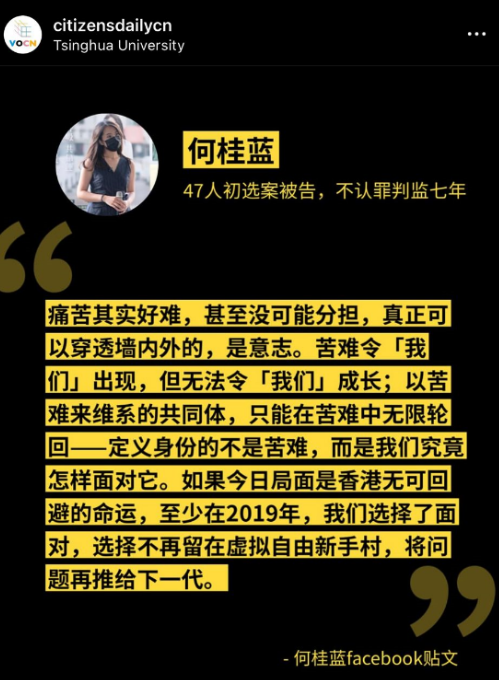 citizensdailycn
Tsinghua University
VOCN
何桂蓝
47人初选案被告，不认罪判监七年
痛苦其实好难，甚至没可能分担，真正可
以穿透墙内外的，是意志。苦难令「我
们」出现，但无法令「我们」成长；以苦
难来维系的共同体，只能在苦难中无限轮
回——定义身份的不是苦难，而是我们究竟
怎样面对它。如果今日局面是香港无可回
避的命运，至少在2019年，我们选择了面
对，选择不再留在虚拟自由新手村，将问
题再推给下一代。
- 何桂蓝facebook贴文